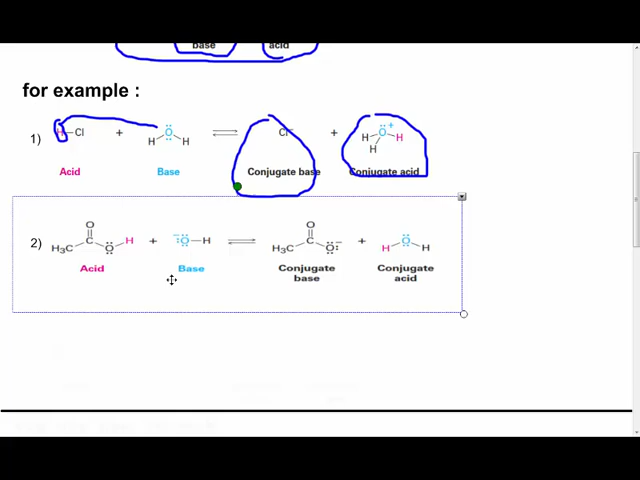 base acid
for example :
1) H Cl + H O H ⇌ Cl + H O + H H
Acid Base Conjugate base Conjugate acid
2) H₃C C O O H + − O H ⇌ H₃C C O O − + H O H
Acid Base Conjugate base Conjugate acid